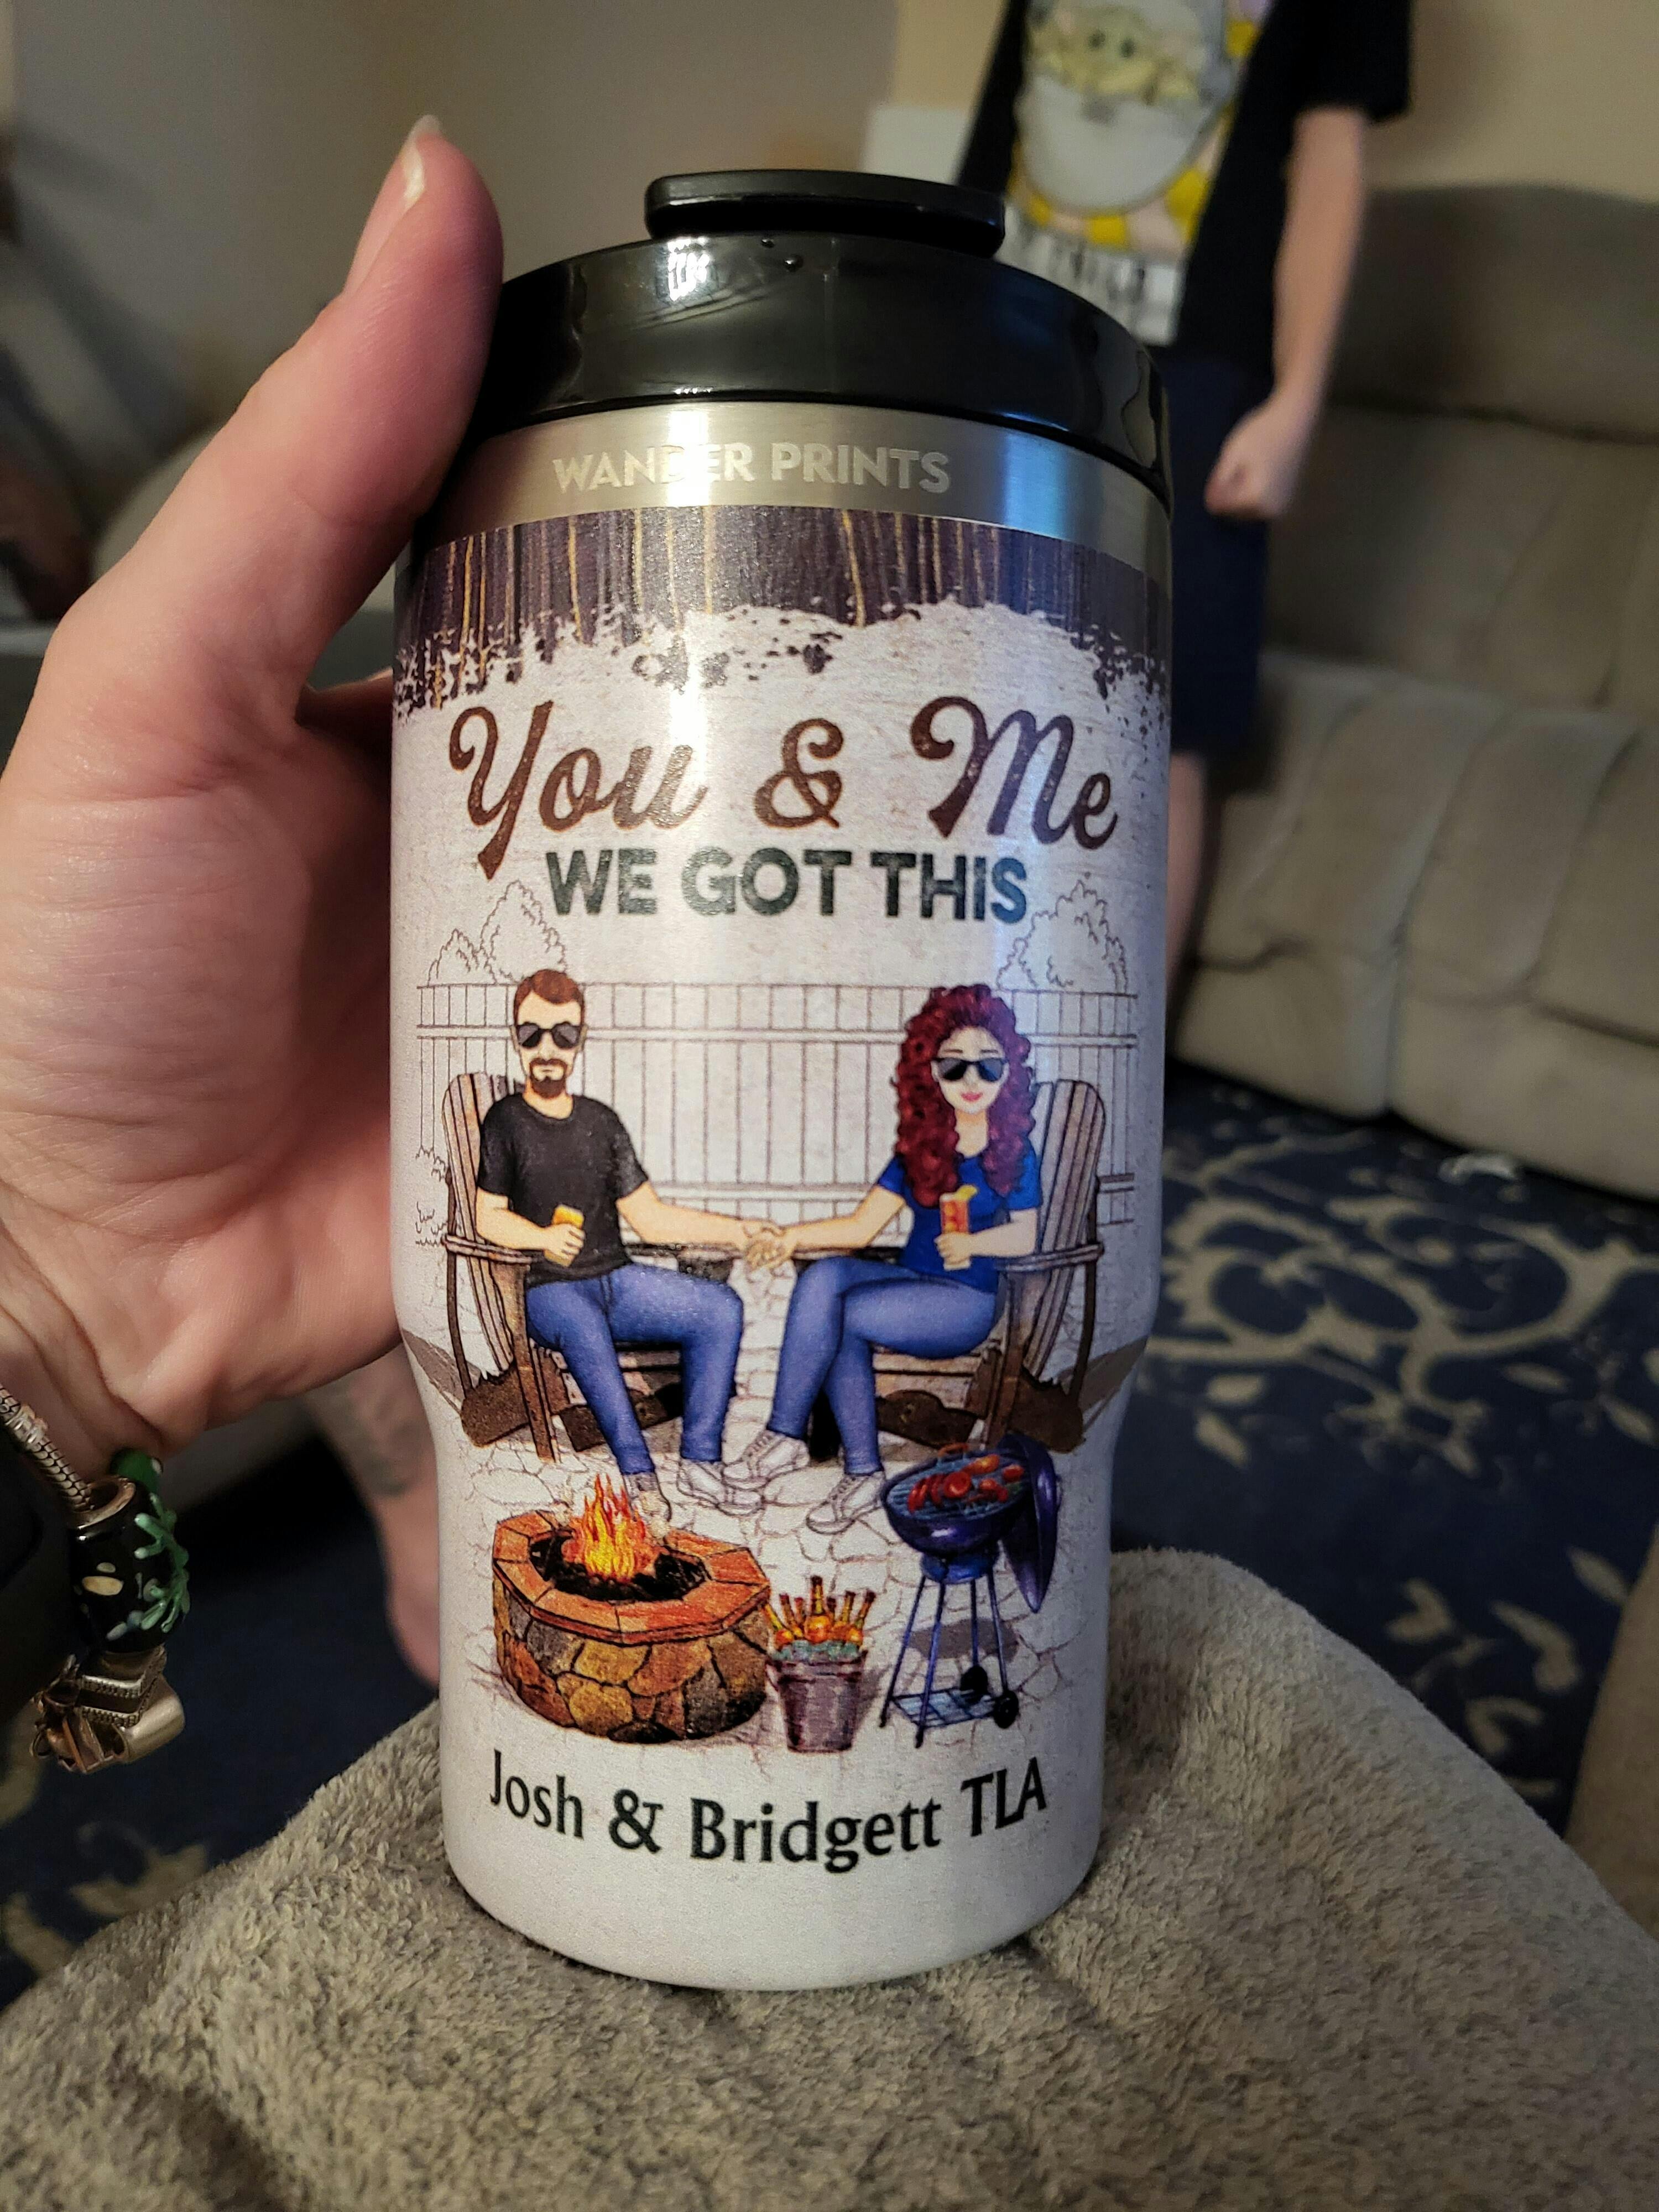 WANDER PRINTS
You & Me
WE GOT THIS
Josh & Bridgett TLA